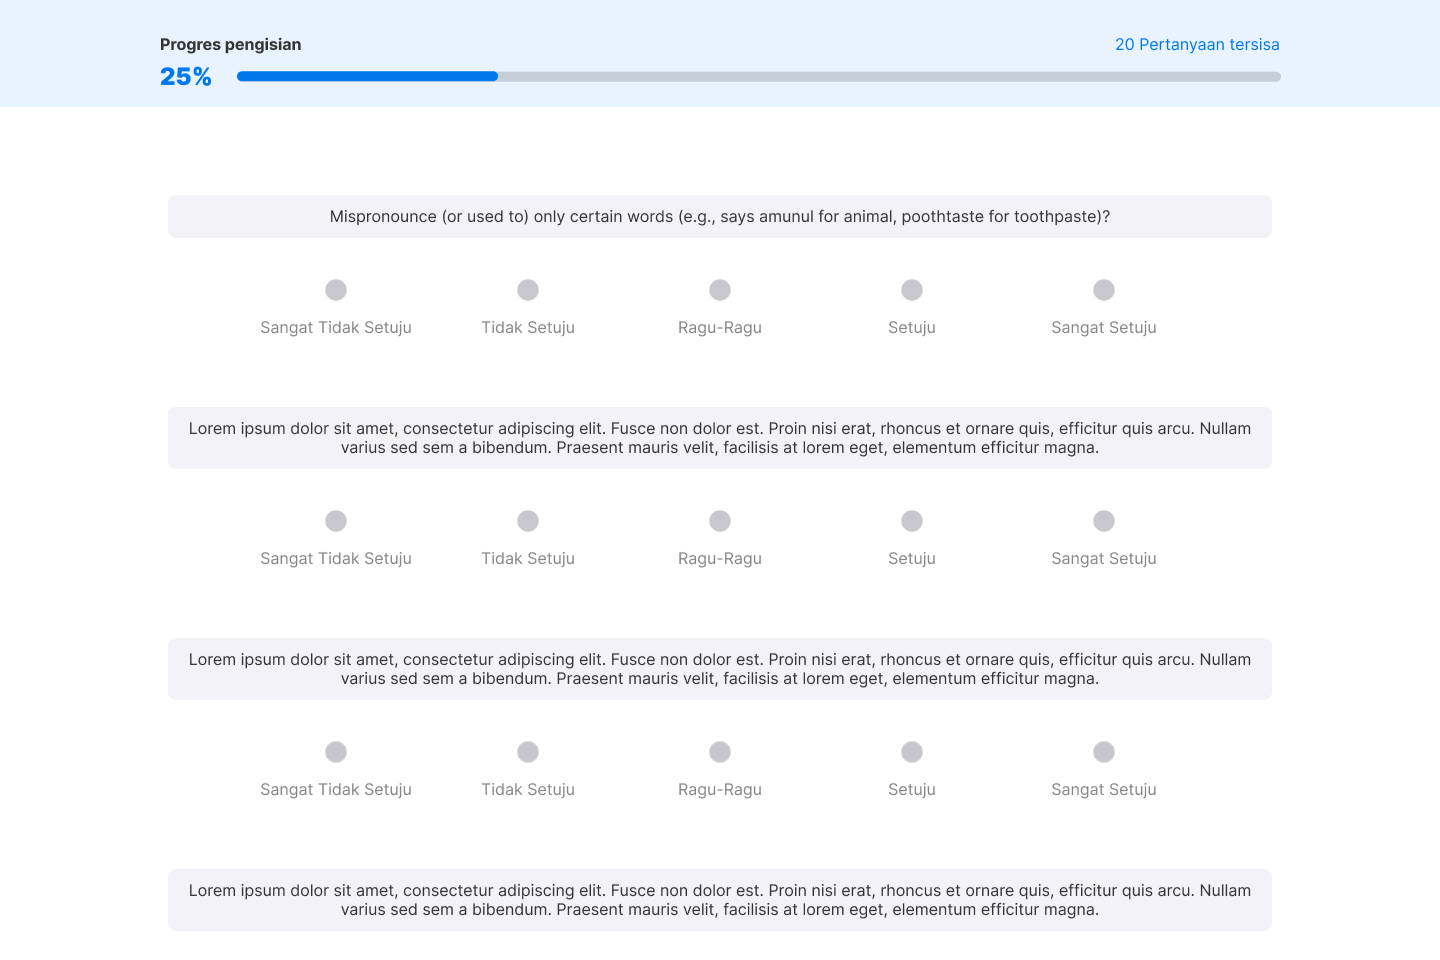 Progres pengisian
20 Pertanyaan tersisa
25%
Mispronounce (or used to) only certain words (e.g., says amunul for animal, poothtaste for toothpaste)?
Sangat Tidak Setuju
Tidak Setuju
Ragu-Ragu
Setuju
Sangat Setuju
Lorem ipsum dolor sit amet, consectetur adipiscing elit. Fusce non dolor est. Proin nisi erat, rhoncus et ornare quis, efficitur quis arcu. Nullam
varius sed sem a bibendum. Praesent mauris velit, facilisis at lorem eget, elementum efficitur magna.
Sangat Tidak Setuju
Tidak Setuju
Ragu-Ragu
Setuju
Sangat Setuju
Lorem ipsum dolor sit amet, consectetur adipiscing elit. Fusce non dolor est. Proin nisi erat, rhoncus et ornare quis, efficitur quis arcu. Nullam
varius sed sem a bibendum. Praesent mauris velit, facilisis at lorem eget, elementum efficitur magna.
Sangat Tidak Setuju
Tidak Setuju
Ragu-Ragu
Setuju
Sangat Setuju
Lorem ipsum dolor sit amet, consectetur adipiscing elit. Fusce non dolor est. Proin nisi erat, rhoncus et ornare quis, efficitur quis arcu. Nullam
varius sed sem a bibendum. Praesent mauris velit, facilisis at lorem eget, elementum efficitur magna.